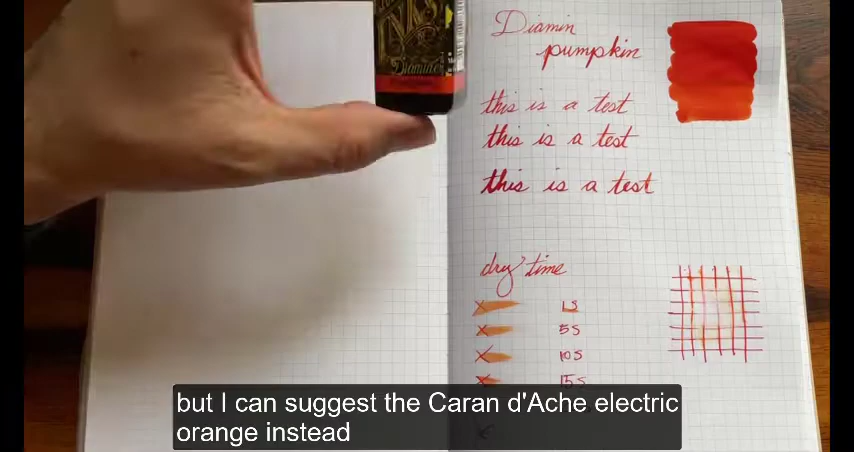 Diamine
Diamin
pumpkin
this is a test
this is a test
this is a test
dry time
X 1s
X 5s
X 10s
X 15s
X
but I can suggest the Caran d'Ache electric
orange instead